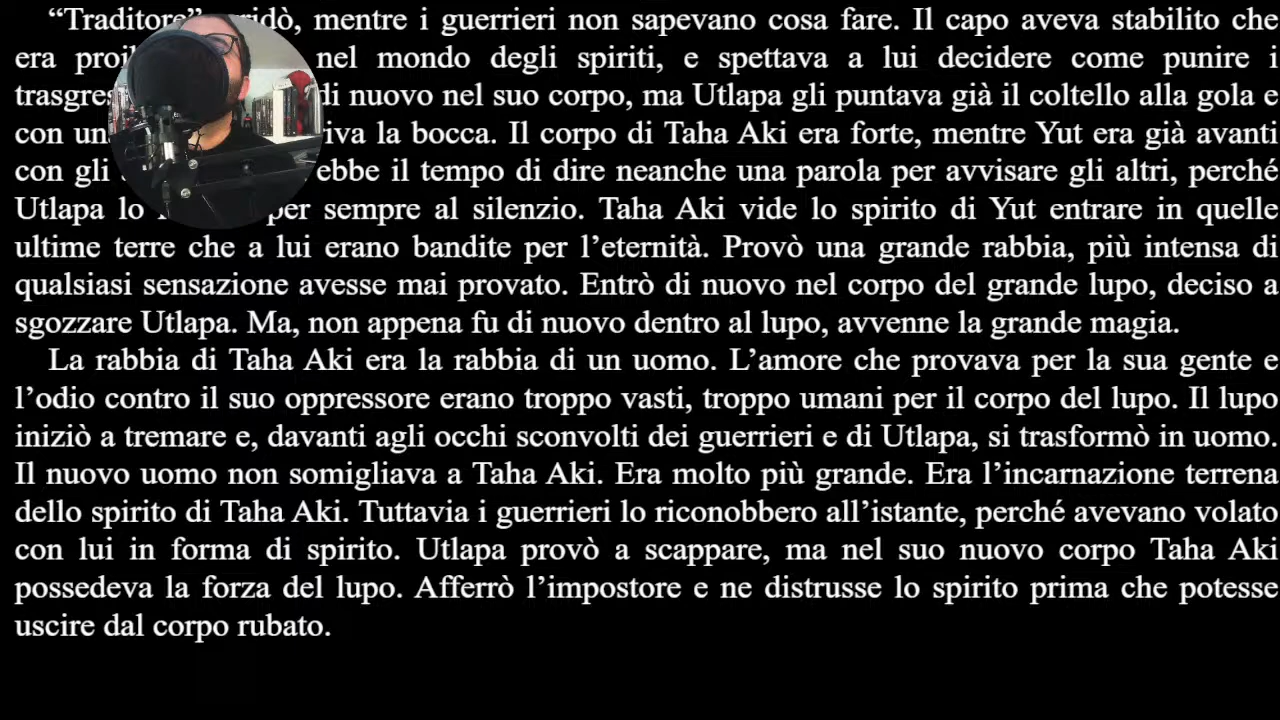 “Traditore” gridò, mentre i guerrieri non sapevano cosa fare. Il capo aveva stabilito che
era nel mondo degli spiriti, e spettava a lui decidere come punire i
di nuovo nel suo corpo, ma Utlapa gli puntava già il coltello alla gola e
con la bocca. Il corpo di Taha Aki era forte, mentre Yut era già avanti
con gli il tempo di dire neanche una parola per avvisare gli altri, perché
Utlapa lo per sempre al silenzio. Taha Aki vide lo spirito di Yut entrare in quelle
ultime terre che a lui erano bandite per l’eternità. Provò una grande rabbia, più intensa di
qualsiasi sensazione avesse mai provato. Entrò di nuovo nel corpo del grande lupo, deciso a
sgozzare Utlapa. Ma, non appena fu di nuovo dentro al lupo, avvenne la grande magia.
La rabbia di Taha Aki era la rabbia di un uomo. L’amore che provava per la sua gente e
l’odio contro il suo oppressore erano troppo vasti, troppo umani per il corpo del lupo. Il lupo
iniziò a tremare e, davanti agli occhi sconvolti dei guerrieri e di Utlapa, si trasformò in uomo.
Il nuovo uomo non somigliava a Taha Aki. Era molto più grande. Era l’incarnazione terrena
dello spirito di Taha Aki. Tuttavia i guerrieri lo riconobbero all’istante, perché avevano volato
con lui in forma di spirito. Utlapa provò a scappare, ma nel suo nuovo corpo Taha Aki
possedeva la forza del lupo. Afferrò l’impostore e ne distrusse lo spirito prima che potesse
uscire dal corpo rubato.